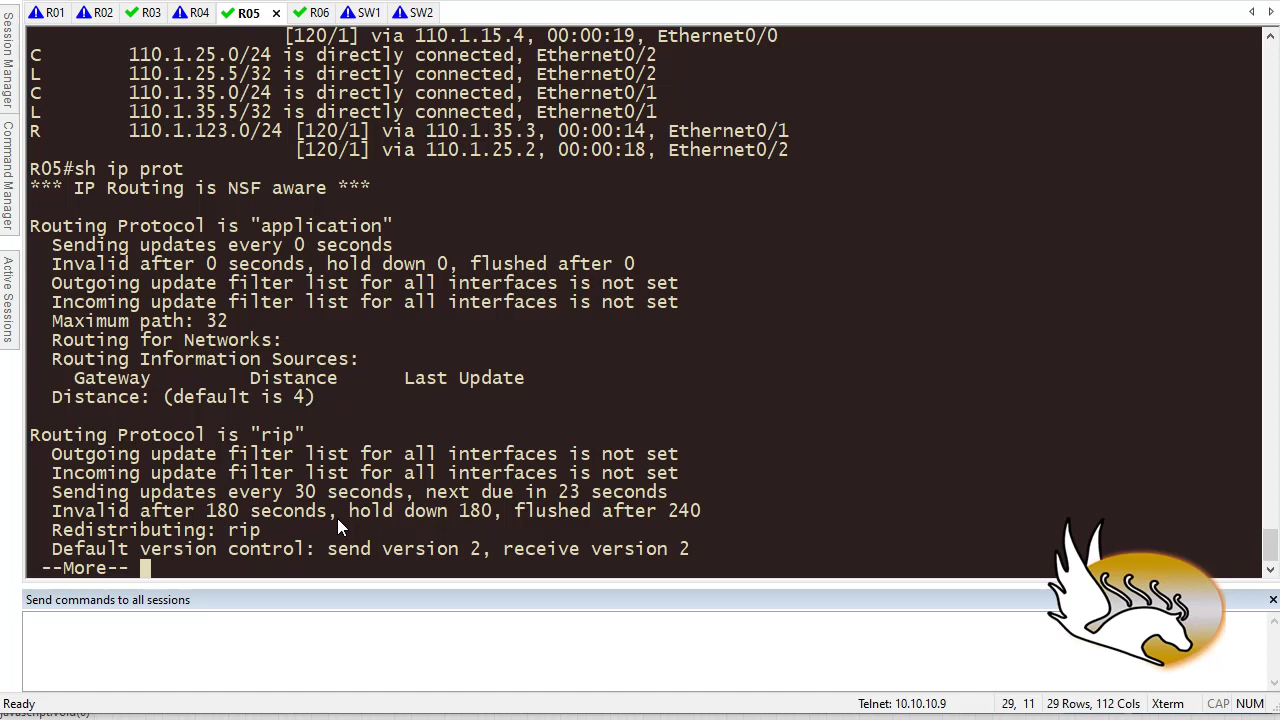 R01 R02 R03 R04 R05 × R06 SW1 SW2
Session Manager
Command Manager
Active Sessions
[120/1] via 110.1.15.4, 00:00:19, Ethernet0/0
C 110.1.25.0/24 is directly connected, Ethernet0/2
L 110.1.25.5/32 is directly connected, Ethernet0/2
C 110.1.35.0/24 is directly connected, Ethernet0/1
L 110.1.35.5/32 is directly connected, Ethernet0/1
R 110.1.123.0/24 [120/1] via 110.1.35.3, 00:00:14, Ethernet0/1
[120/1] via 110.1.25.2, 00:00:18, Ethernet0/2
R05#sh ip prot
*** IP Routing is NSF aware ***
Routing Protocol is "application"
Sending updates every 0 seconds
Invalid after 0 seconds, hold down 0, flushed after 0
Outgoing update filter list for all interfaces is not set
Incoming update filter list for all interfaces is not set
Maximum path: 32
Routing for Networks:
Routing Information Sources:
Gateway Distance Last Update
Distance: (default is 4)
Routing Protocol is "rip"
Outgoing update filter list for all interfaces is not set
Incoming update filter list for all interfaces is not set
Sending updates every 30 seconds, next due in 23 seconds
Invalid after 180 seconds, hold down 180, flushed after 240
Redistributing: rip
Default version control: send version 2, receive version 2
--More--
Send commands to all sessions
Ready Telnet: 10.10.10.9 29, 11 29 Rows, 112 Cols Xterm CAP NUM